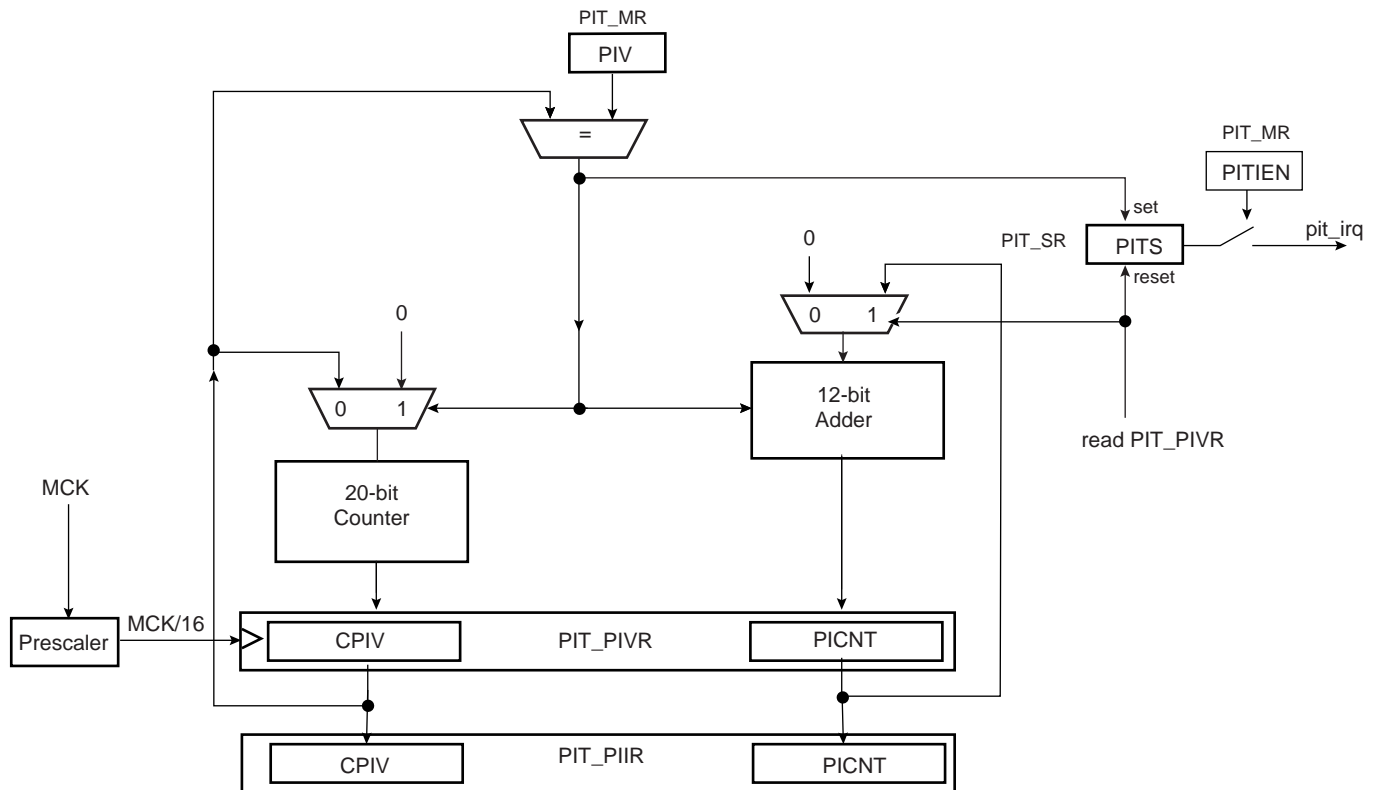 PIT_MR
PIV
=
PIT_MR
PITIEN
set
0
PIT_SR
PITS
pit_irq
reset
0
0 1
0 1
12-bit
Adder
read PIT_PIVR
MCK
20-bit
Counter
MCK/16
Prescaler
CPIV
PIT_PIVR
PICNT
CPIV
PIT_PIIR
PICNT